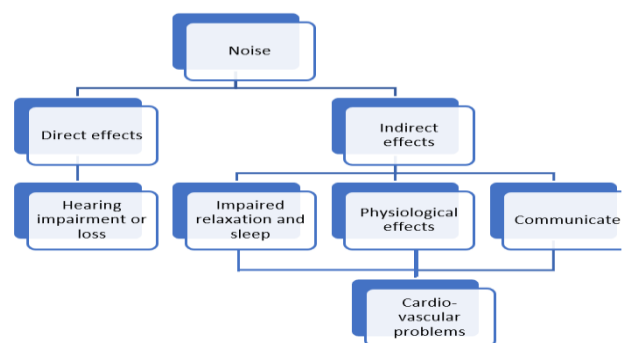 Noise
Direct effects
Indirect
effects
Hearing
impairment or
loss
Impaired
relaxation and
sleep
Physiological
effects
Communicate
Cardio-
vascular
problems